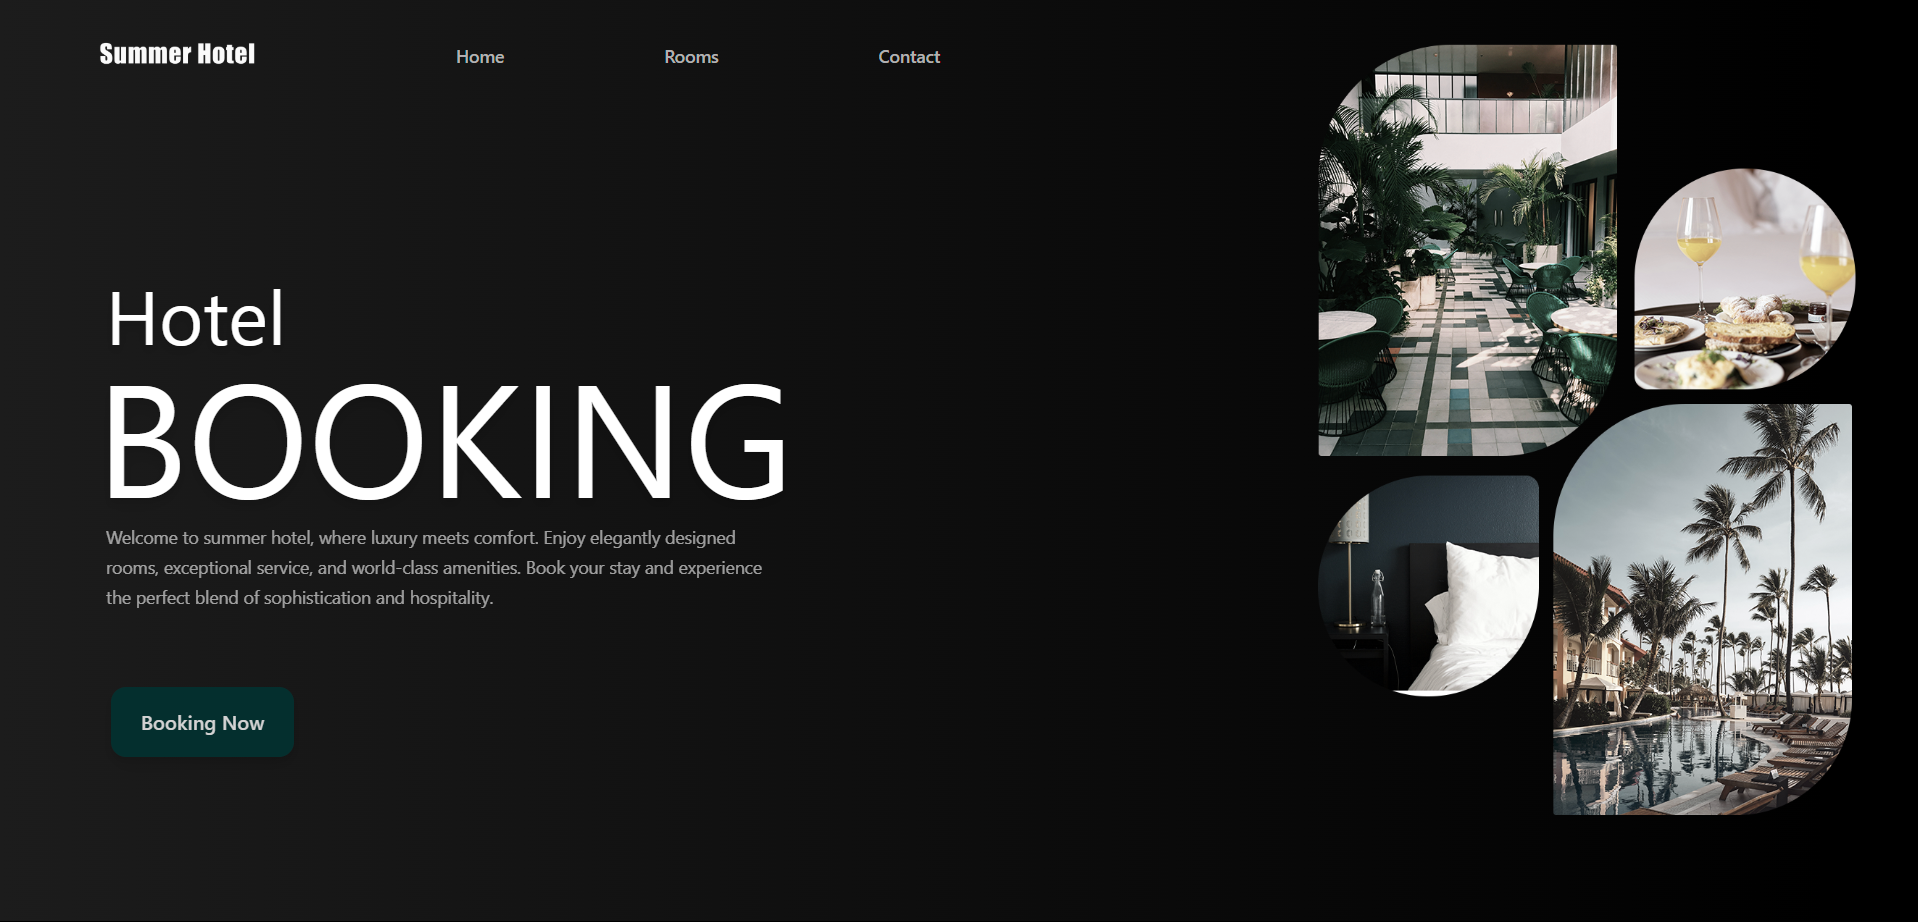 Summer Hotel
Home
Rooms
Contact
Hotel
BOOKING
Welcome to summer hotel, where luxury meets comfort. Enjoy elegantly designed
rooms, exceptional service, and world-class amenities. Book your stay and experience
the perfect blend of sophistication and hospitality.
Booking Now